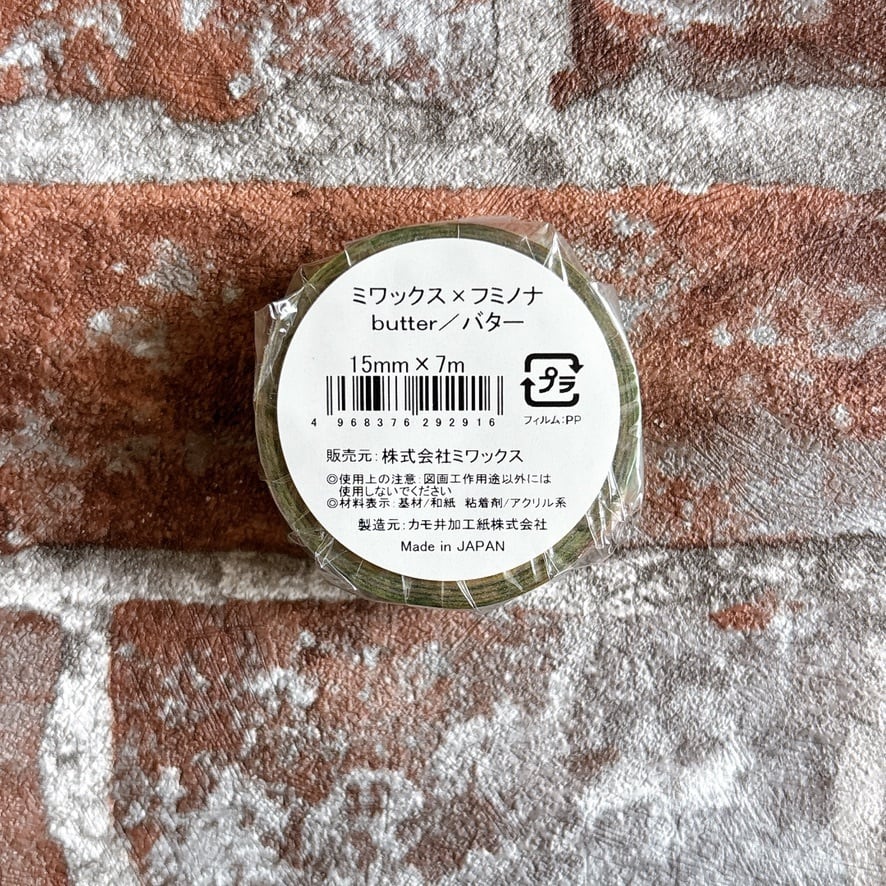 ミワックス×フミノナ
butter／バター
15mm×7m
プラ
4 968376 292916
フィルム:PP
販売元:株式会社ミワックス
◎使用上の注意:図画工作用途以外には
使用しないでください
◎材料表示:基材/和紙 粘着剤/アクリル系
製造元:カモ井加工紙株式会社
Made in JAPAN